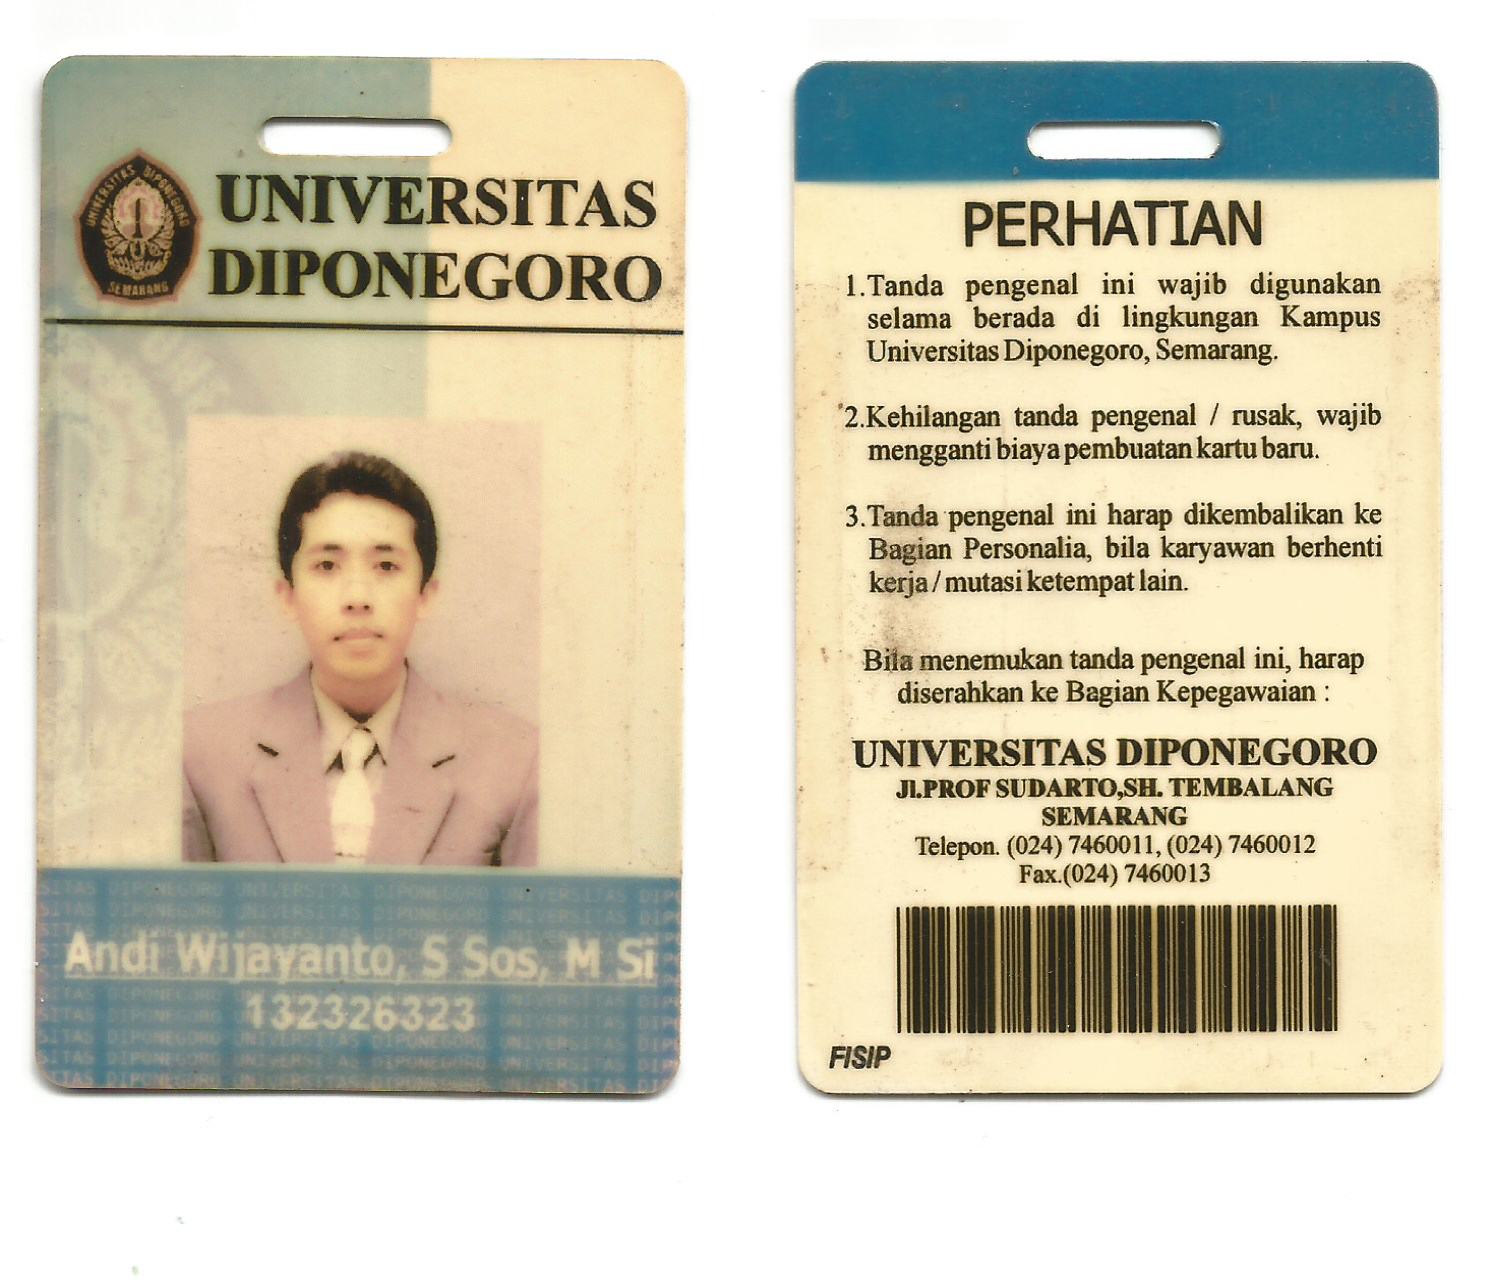 UNIVERSITAS DIPONEGORO
SEMARANG
UNIVERSITAS
DIPONEGORO
Andi Wijayanto, S Sos, M Si
132326323
PERHATIAN
1.Tanda pengenal ini wajib digunakan
selama berada di lingkungan Kampus
Universitas Diponegoro, Semarang.
2.Kehilangan tanda pengenal / rusak, wajib
mengganti biaya pembuatan kartu baru.
3.Tanda pengenal ini harap dikembalikan ke
Bagian Personalia, bila karyawan berhenti
kerja / mutasi ketempat lain.
Bila menemukan tanda pengenal ini, harap
diserahkan ke Bagian Kepegawaian :
UNIVERSITAS DIPONEGORO
Jl.PROF SUDARTO,SH. TEMBALANG
SEMARANG
Telepon. (024) 7460011, (024) 7460012
Fax.(024) 7460013
FISIP